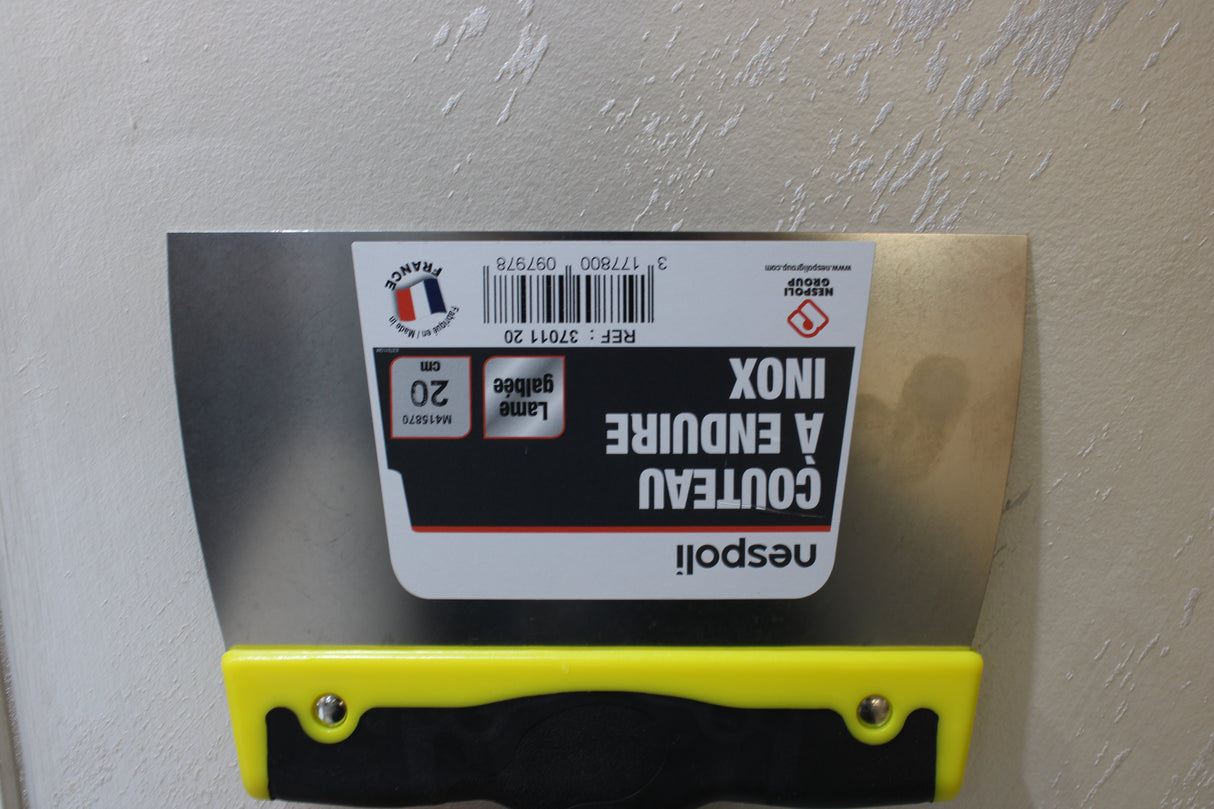 nespoli
COUTEAU
À ENDUIRE
INOX
Lame
galbée
M415870
20
cm
NESPOLI
GROUP
www.nespoligroup.com
REF : 37011 20
3 177800 097978
Fabriqué en / Made in
FRANCE